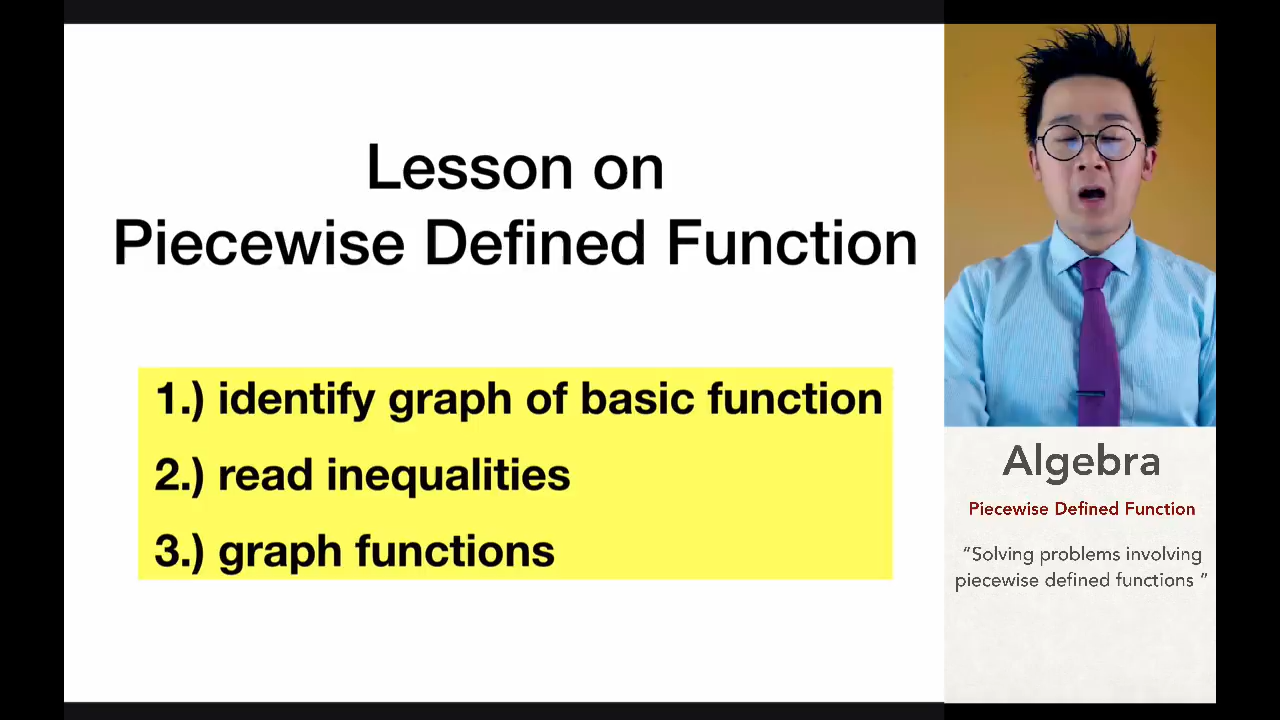 Lesson on
Piecewise Defined Function
1.) identify graph of basic function
2.) read inequalities
3.) graph functions
Algebra
Piecewise Defined Function
“Solving problems involving
piecewise defined functions ”